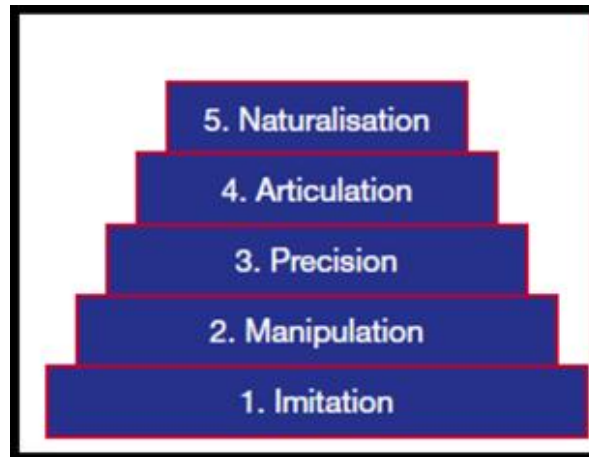 5. Naturalisation
4. Articulation
3. Precision
2. Manipulation
1. Imitation